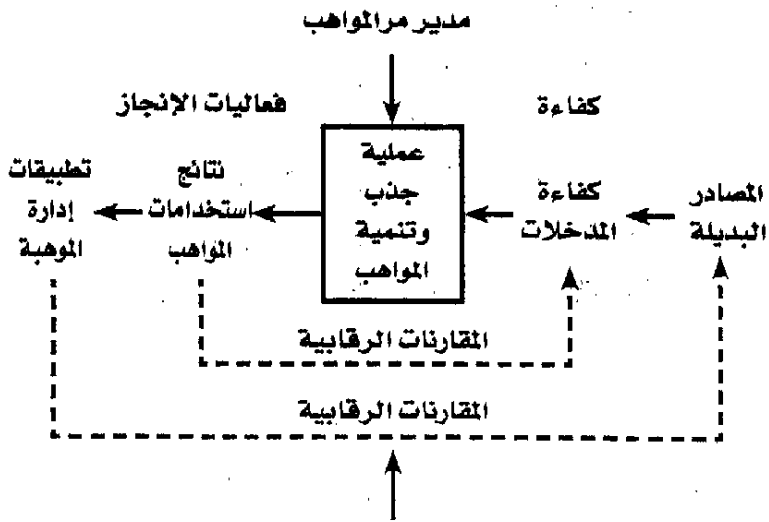 مدير مرالمواهب
كفاءة
فعاليات الإنجاز
المصادر
البديلة
كفاءة
المدخلات
عملية
جذب
وتنمية
المواهب
نتائج
استخدامات
المواهب
تطبيقات
إدارة
الموهبة
المقارنات الرقابية
المقارنات الرقابية